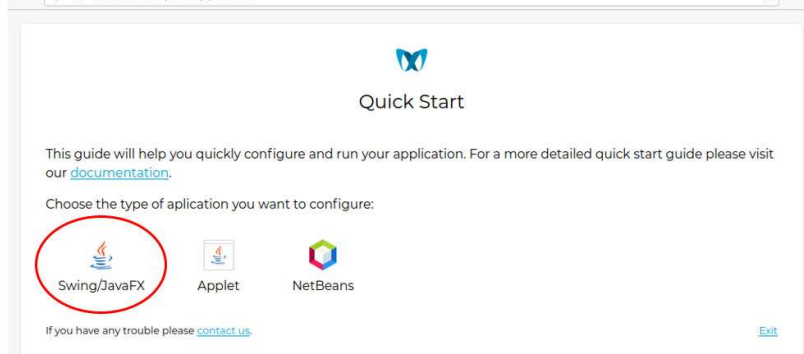 Quick Start
This guide will help you quickly configure and run your application. For a more detailed quick start guide please visit
our documentation.
Choose the type of aplication you want to configure:
Swing/JavaFX Applet NetBeans
If you have any trouble please contact us. Exit